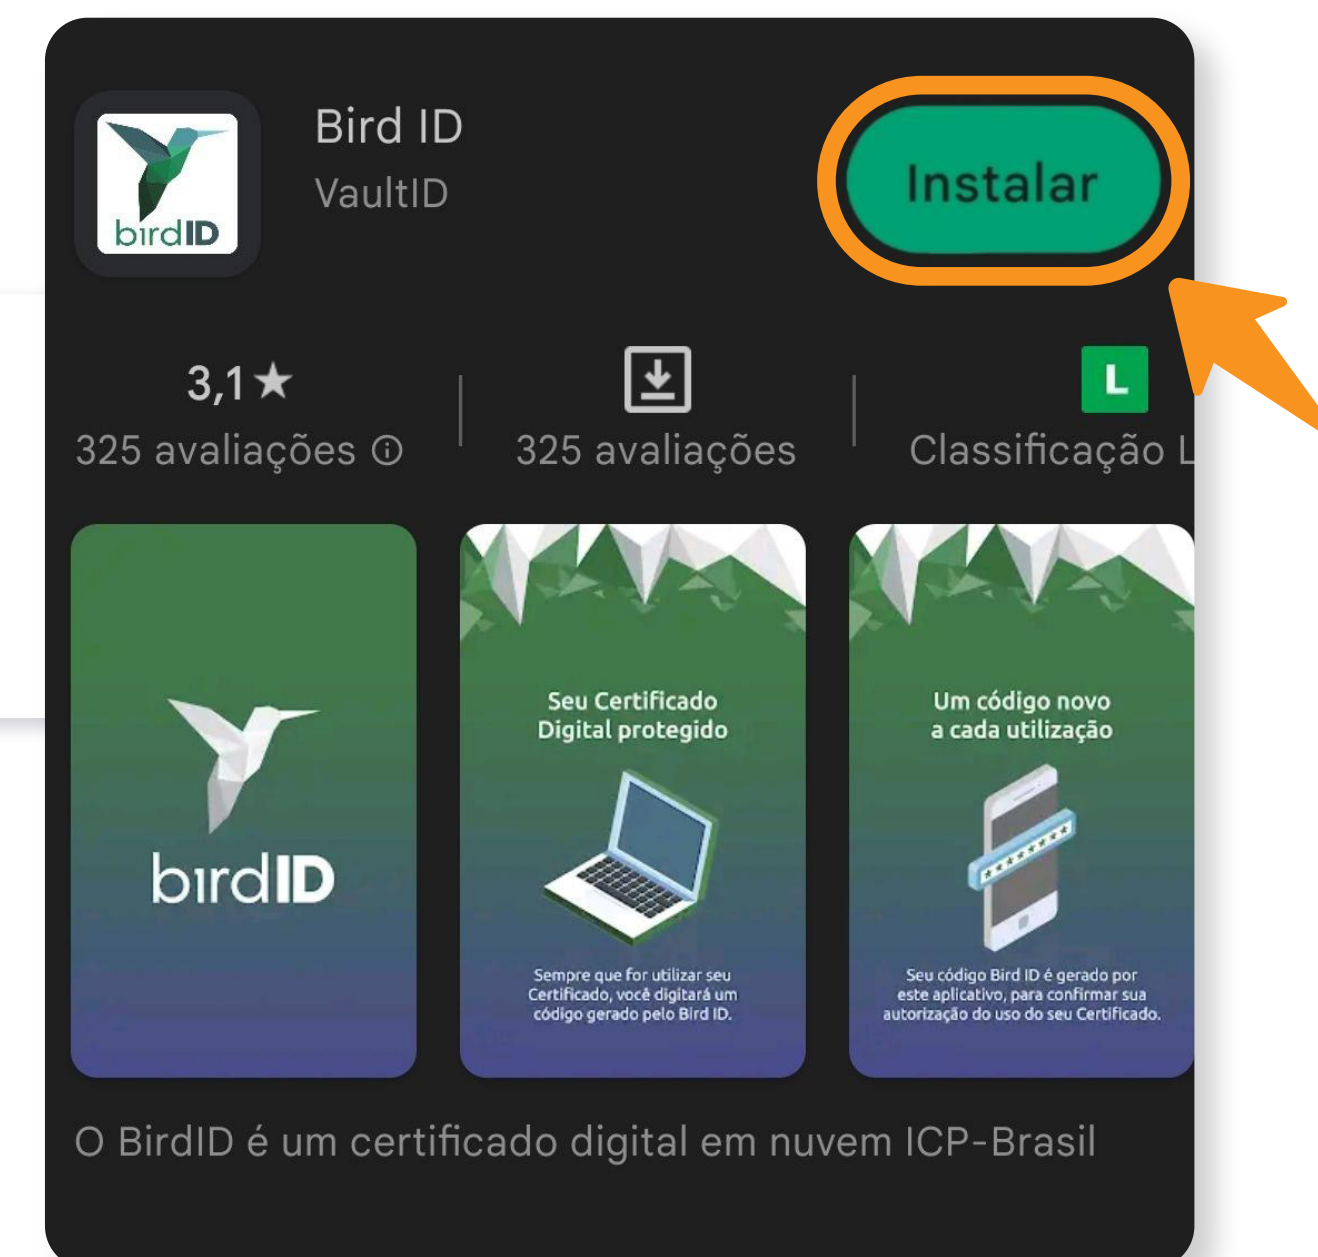 Bird ID
VaultID
birdID
Instalar
3,1★
325 avaliações
325 avaliações
L
Classificação L
birdID
Seu Certificado
Digital protegido
Sempre que for utilizar seu
Certificado, você digitará um
código gerado pelo Bird ID.
Um código novo
a cada utilização
********
Seu código Bird ID é gerado por
este aplicativo, para confirmar sua
autorização do uso do seu Certificado.
O BirdID é um certificado digital em nuvem ICP-Brasil